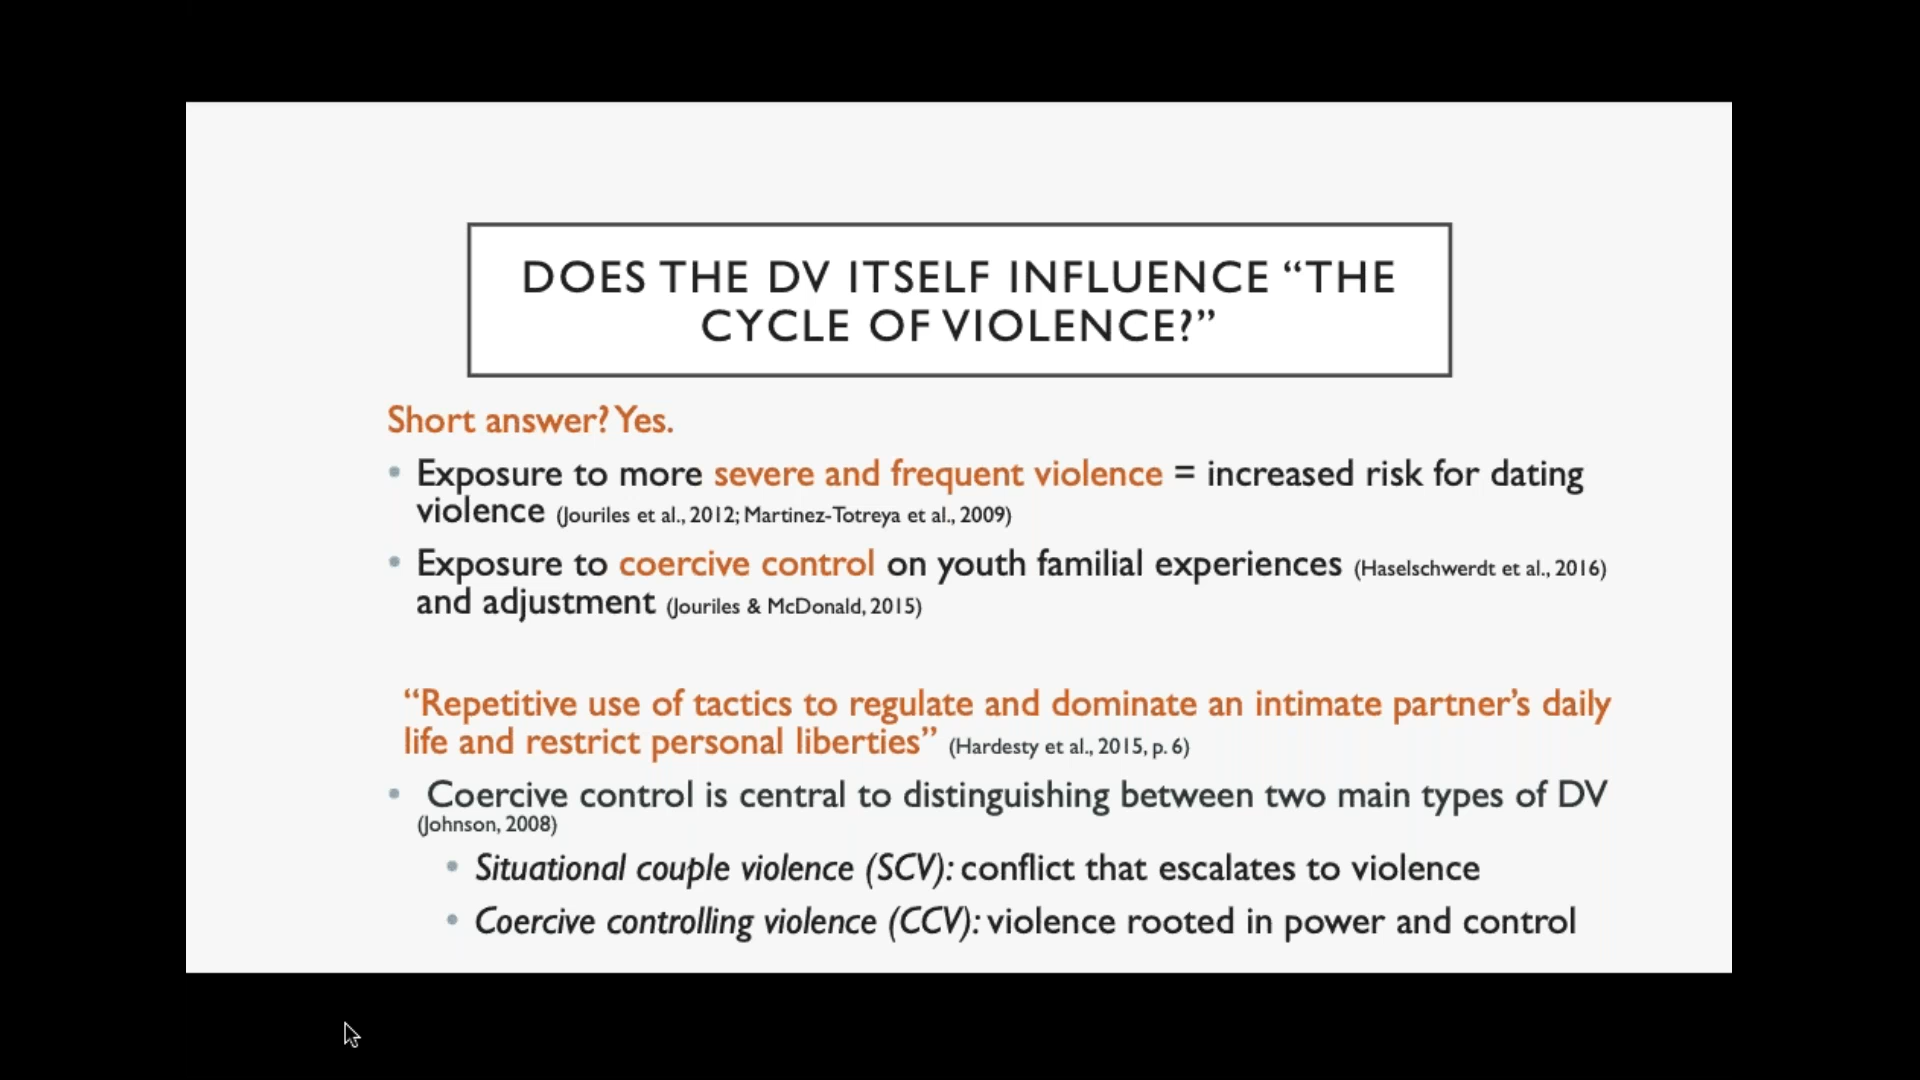 DOES THE DV ITSELF INFLUENCE “THE
CYCLE OF VIOLENCE?”
Short answer? Yes.
• Exposure to more severe and frequent violence = increased risk for dating
violence (Jouriles et al., 2012; Martinez-Totreya et al., 2009)
• Exposure to coercive control on youth familial experiences (Haselschwerdt et al., 2016)
and adjustment (Jouriles & McDonald, 2015)
“Repetitive use of tactics to regulate and dominate an intimate partner’s daily
life and restrict personal liberties” (Hardesty et al., 2015, p. 6)
• Coercive control is central to distinguishing between two main types of DV
(Johnson, 2008)
• Situational couple violence (SCV): conflict that escalates to violence
• Coercive controlling violence (CCV): violence rooted in power and control